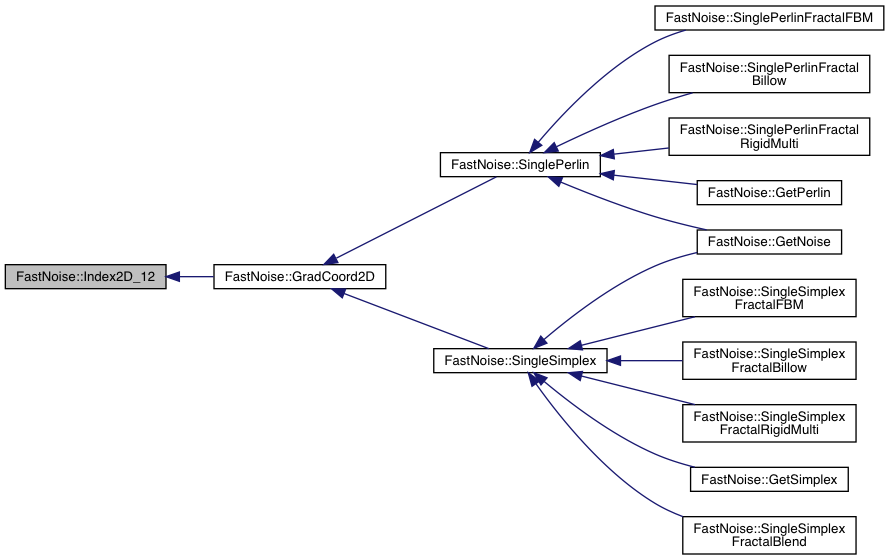 FastNoise::SinglePerlinFractalFBM
FastNoise::SinglePerlinFractal
Billow
FastNoise::SinglePerlinFractal
RigidMulti
FastNoise::SinglePerlin
FastNoise::GetPerlin
FastNoise::GetNoise
FastNoise::Index2D_12
FastNoise::GradCoord2D
FastNoise::SingleSimplex
FractalFBM
FastNoise::SingleSimplex
FastNoise::SingleSimplex
FractalBillow
FastNoise::SingleSimplex
FractalRigidMulti
FastNoise::GetSimplex
FastNoise::SingleSimplex
FractalBlend